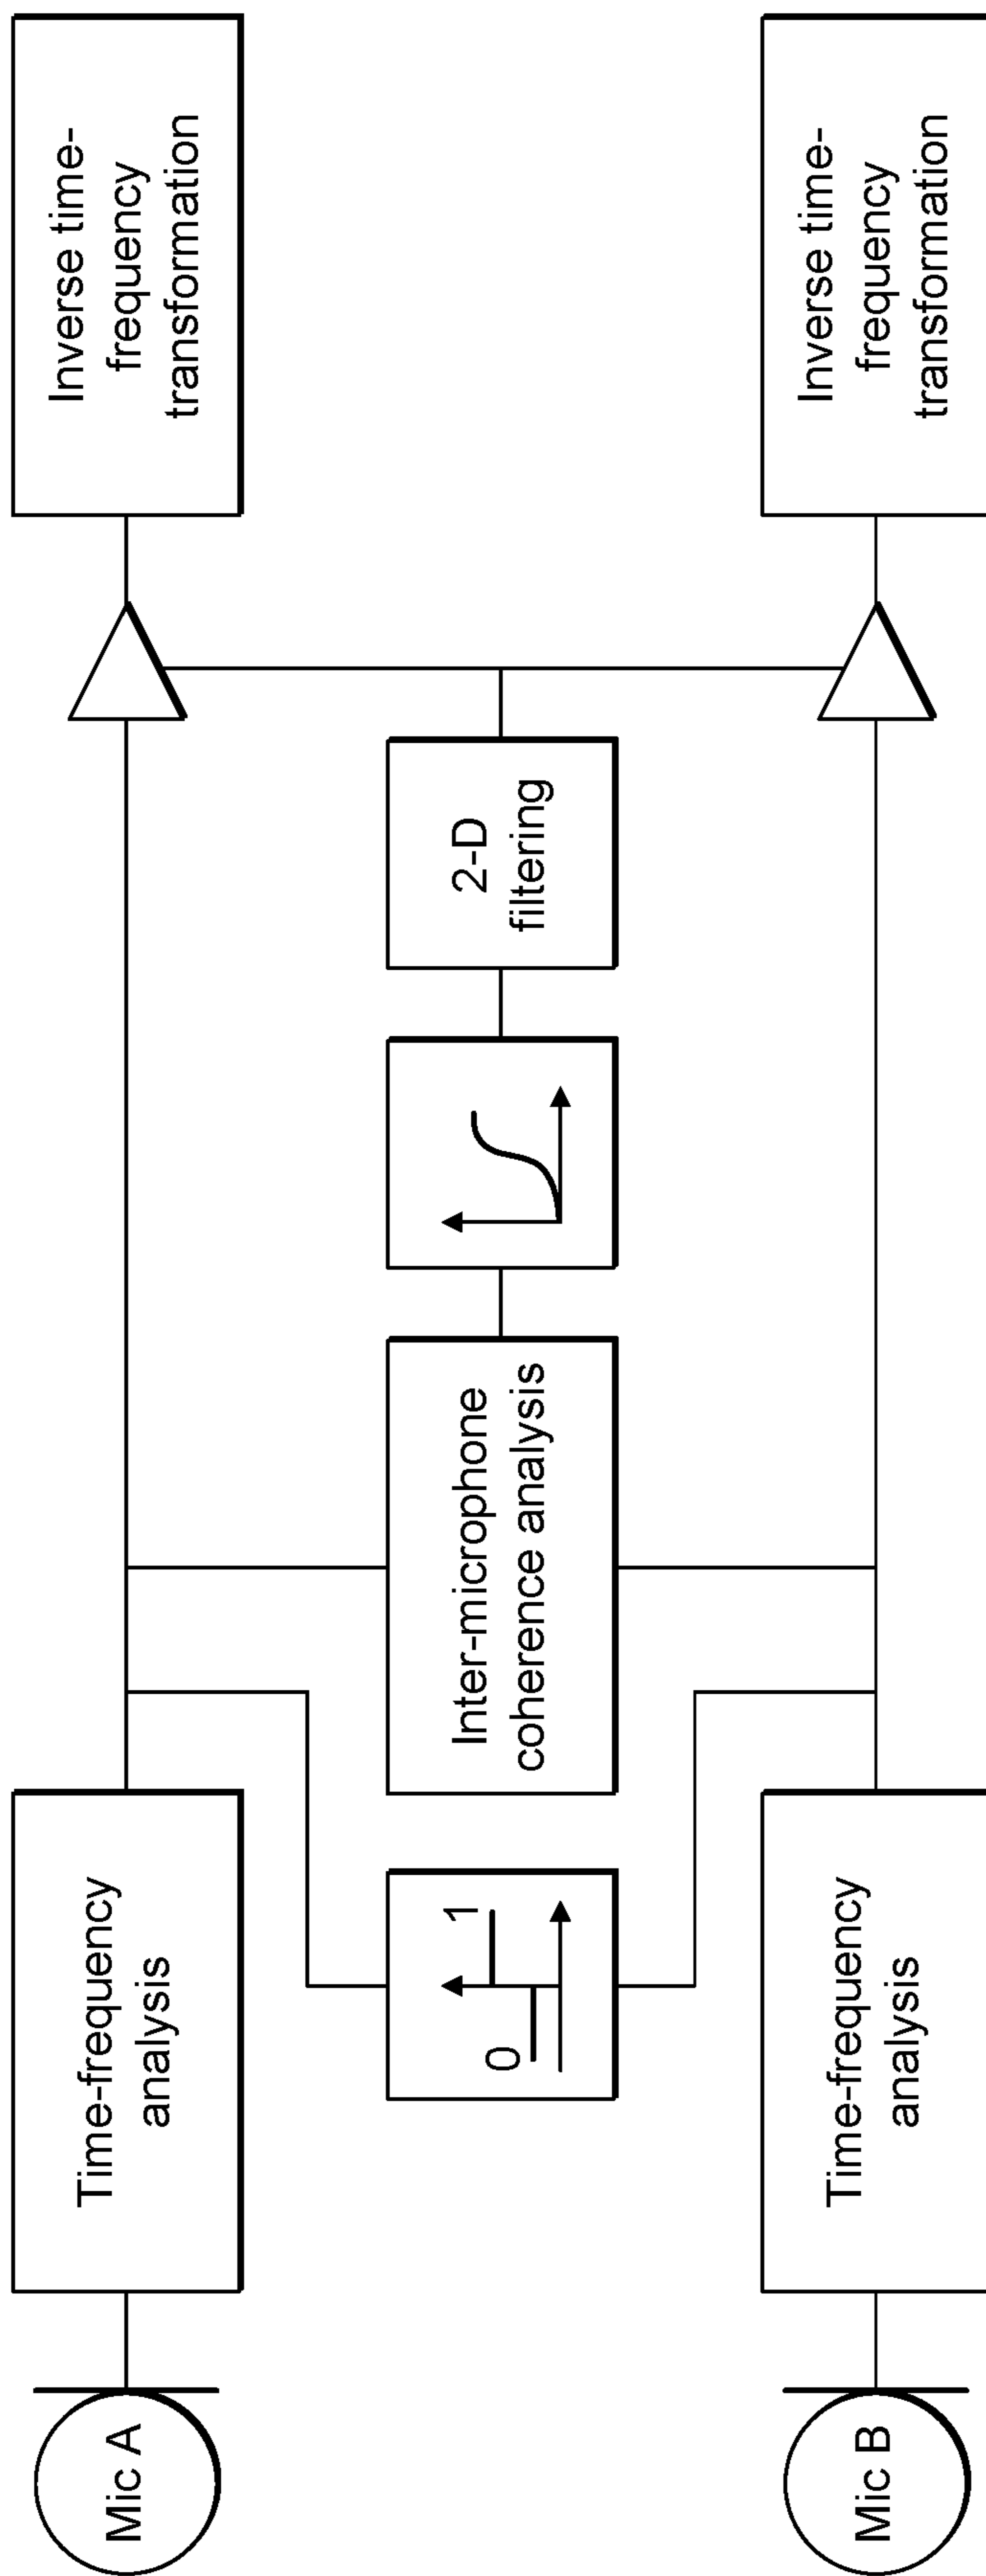 Mic A
Time-frequency
analysis
Inverse time-
frequency
transformation
0
1
Inter-microphone
coherence analysis
2-D
filtering
Mic B
Time-frequency
analysis
Inverse time-
frequency
transformation